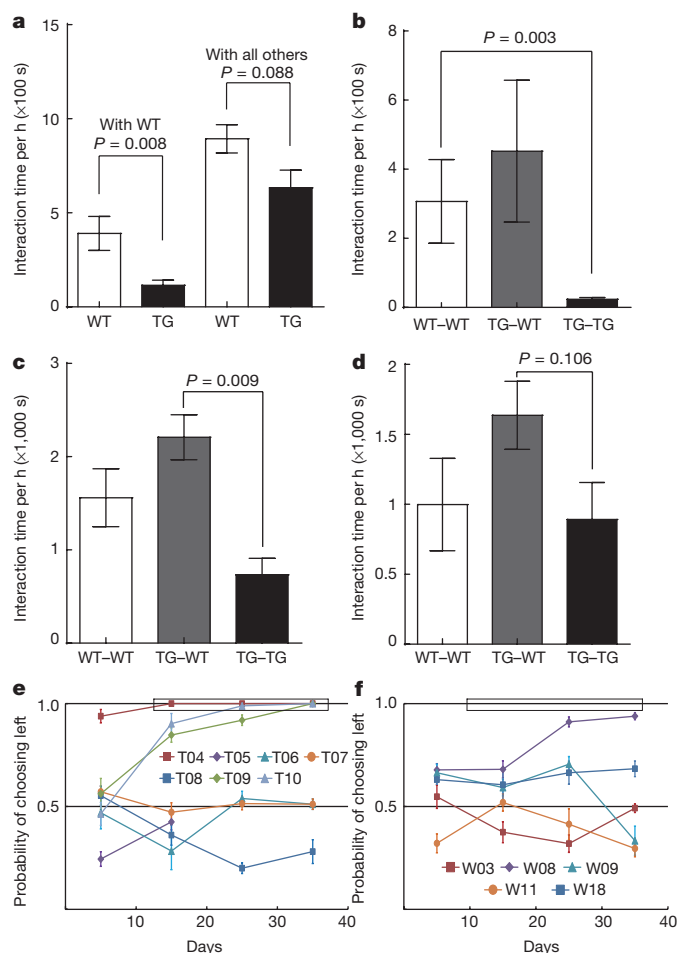 a
Interaction time per h (×100 s)
15
10
5
0
With WT
P = 0.008
With all others
P = 0.088
WT TG WT TG
b
Interaction time per h (×100 s)
8
6
4
2
0
P = 0.003
WT–WT TG–WT TG–TG
c
Interaction time per h (×1,000 s)
3
2
1
0
P = 0.009
WT–WT TG–WT TG–TG
d
Interaction time per h (×1,000 s)
2
1.5
1
0.5
0
P = 0.106
WT–WT TG–WT TG–TG
e
Probability of choosing left
1.0
0.5
T04 T05 T06 T07
T08 T09 T10
0 10 20 30 40
Days
f
Probability of choosing left
1.0
0.5
W03 W08 W09
W11 W18
0 10 20 30 40
Days